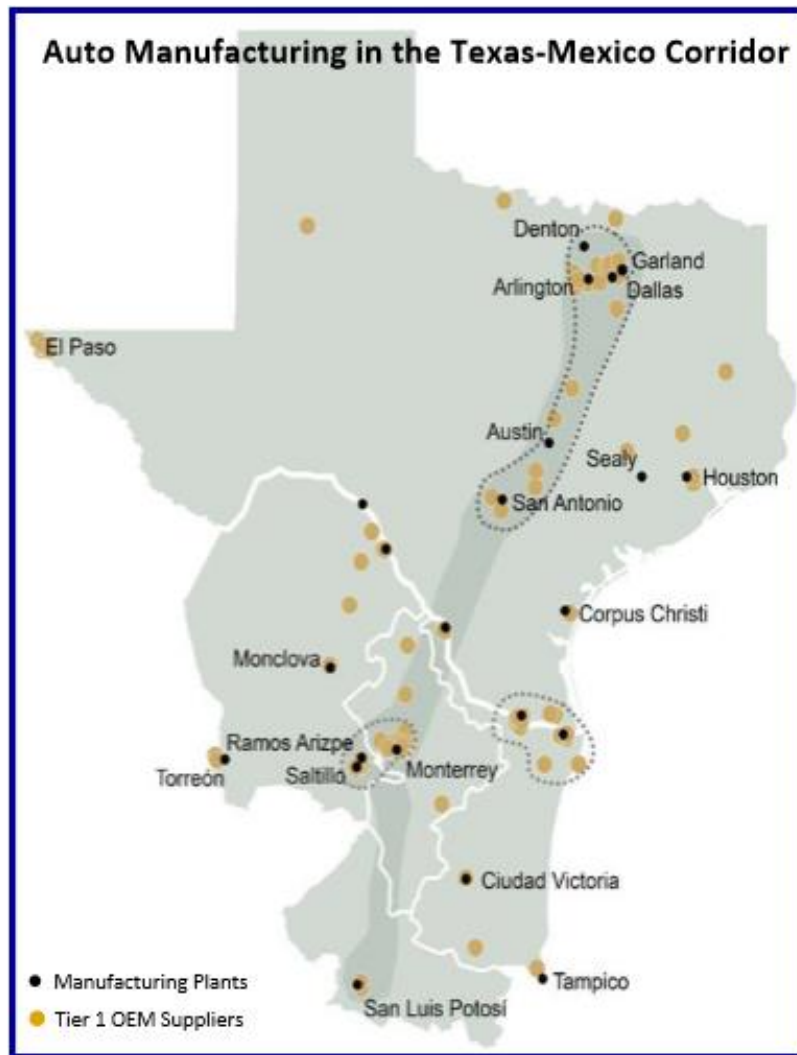 Auto Manufacturing in the Texas-Mexico Corridor
Denton
Garland
Arlington
Dallas
El Paso
Austin
Sealy
Houston
San Antonio
Corpus Christi
Monclova
Ramos Arizpe
Torreón
Saltillo
Monterrey
Ciudad Victoria
Manufacturing Plants
Tampico
San Luis Potosí
Tier 1 OEM Suppliers